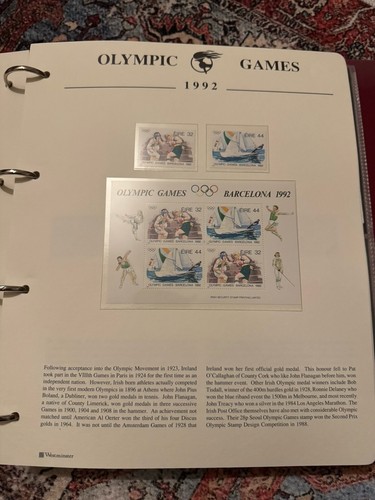 OLYMPIC GAMES
1992
ÉIRE 32
ÉIRE 44
OLYMPIC GAMES BARCELONA 1992
ÉIRE 32
ÉIRE 44
ÉIRE 44
ÉIRE 32
Following acceptance into the Olympic Movement in 1923, Ireland
took part in the VIIIth Games in Paris in 1924 for the first time as an
independent nation. However, Irish born athletes actually competed
in the very first modern Olympics in 1896 at Athens where John Pius
Boland, a Dubliner, won two gold medals in tennis. John Flanagan,
a native of County Limerick, won gold medals in three successive
Games in 1900, 1904 and 1908 in the hammer. An achievement not
matched until American Al Oerter won the third of his four Discus
golds in 1964. It was not until the Amsterdam Games of 1928 that
Ireland won her first official gold medal. This honour fell to Pat
O'Callaghan of County Cork who like John Flanagan before him, won
the hammer event. Other Irish Olympic medal winners include Bob
Tisdall, winner of the 400m hurdles gold in 1928, Ronnie Delaney who
won the blue riband event the 1500m in Melbourne, and most recently
John Treacy who won a silver in the 1984 Los Angeles Marathon. The
Irish Post Office themselves have also met with considerable Olympic
success. Their 28p Seoul Olympic stamp won the Second Prix
Olympic Stamp Design Competition in 1988.
Westminster